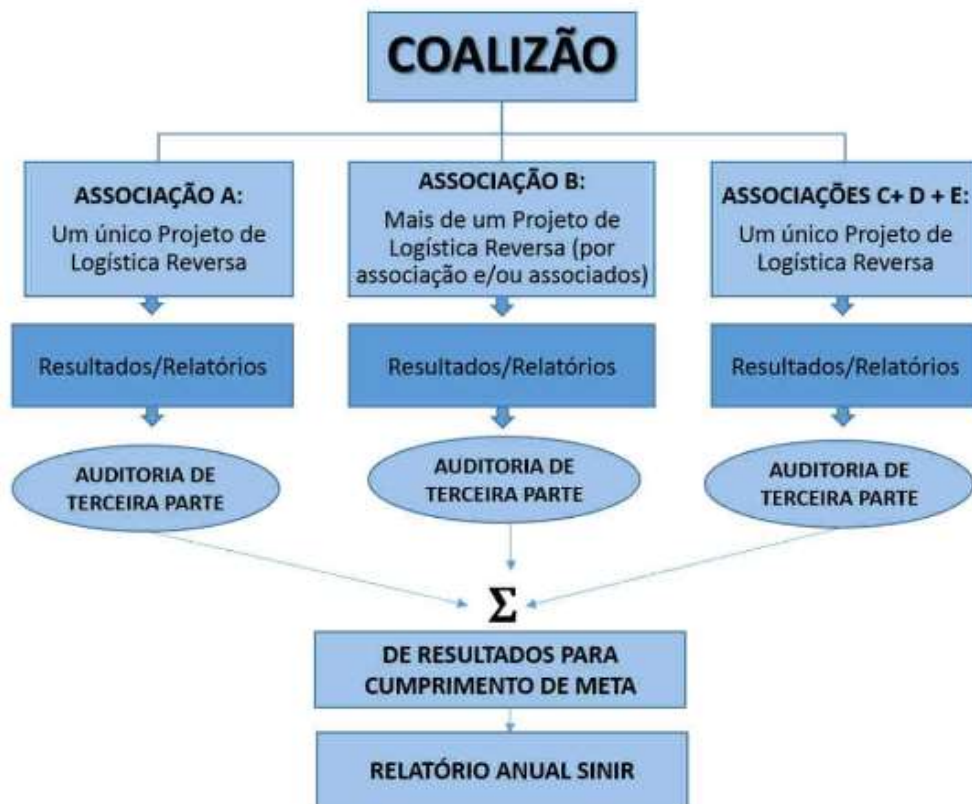 COALIZÃO
ASSOCIAÇÃO A:
Um único Projeto de
Logística Reversa
ASSOCIAÇÃO B:
Mais de um Projeto de
Logística Reversa (por
associação e/ou associados)
ASSOCIAÇÕES C+ D + E:
Um único Projeto de
Logística Reversa
Resultados/Relatórios
Resultados/Relatórios
Resultados/Relatórios
AUDITORIA DE
TERCEIRA PARTE
AUDITORIA DE
TERCEIRA PARTE
AUDITORIA DE
TERCEIRA PARTE
Σ
DE RESULTADOS PARA
CUMPRIMENTO DE META
RELATÓRIO ANUAL SINIR